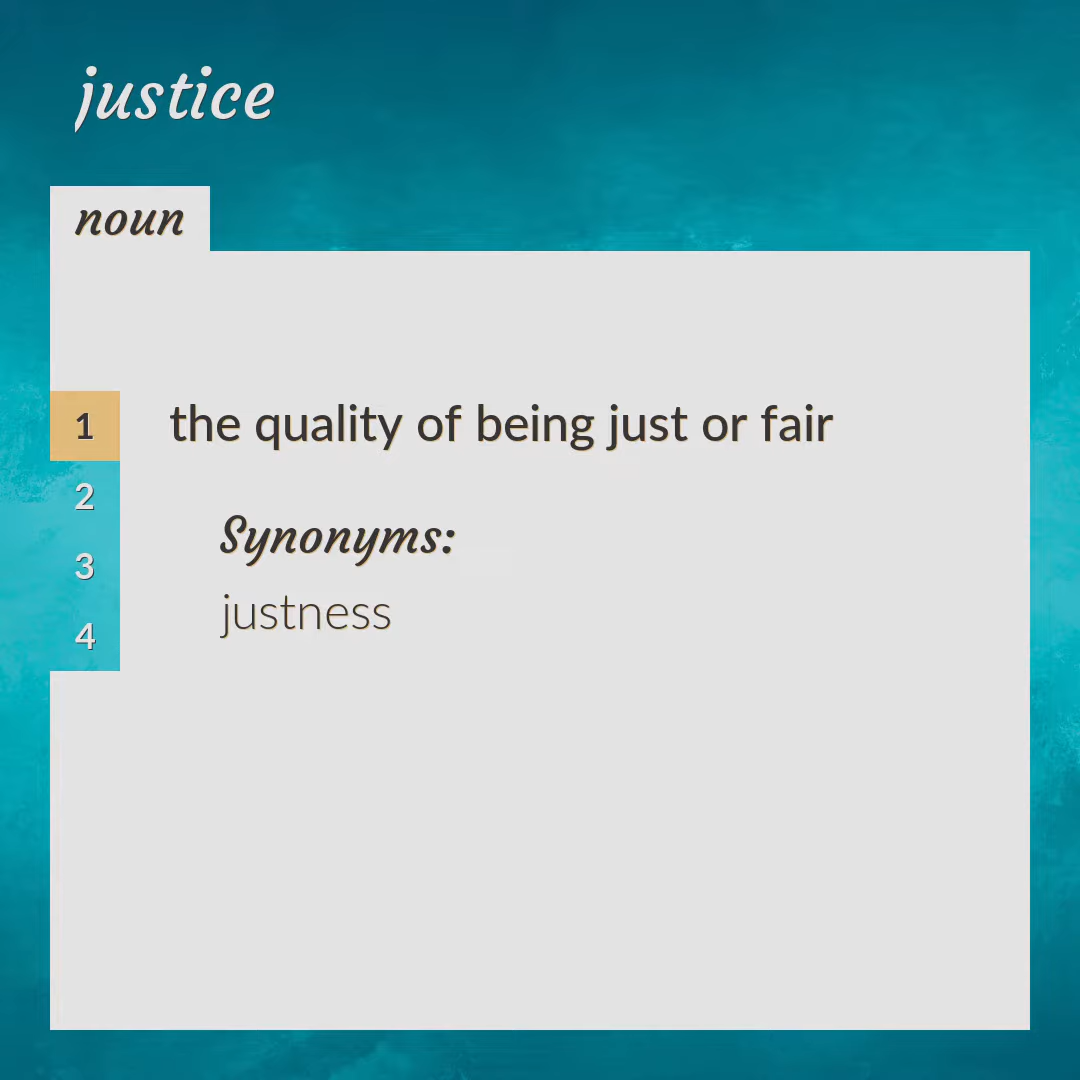 justice
noun
1
the quality of being just or fair
2
Synonyms:
3
justness
4